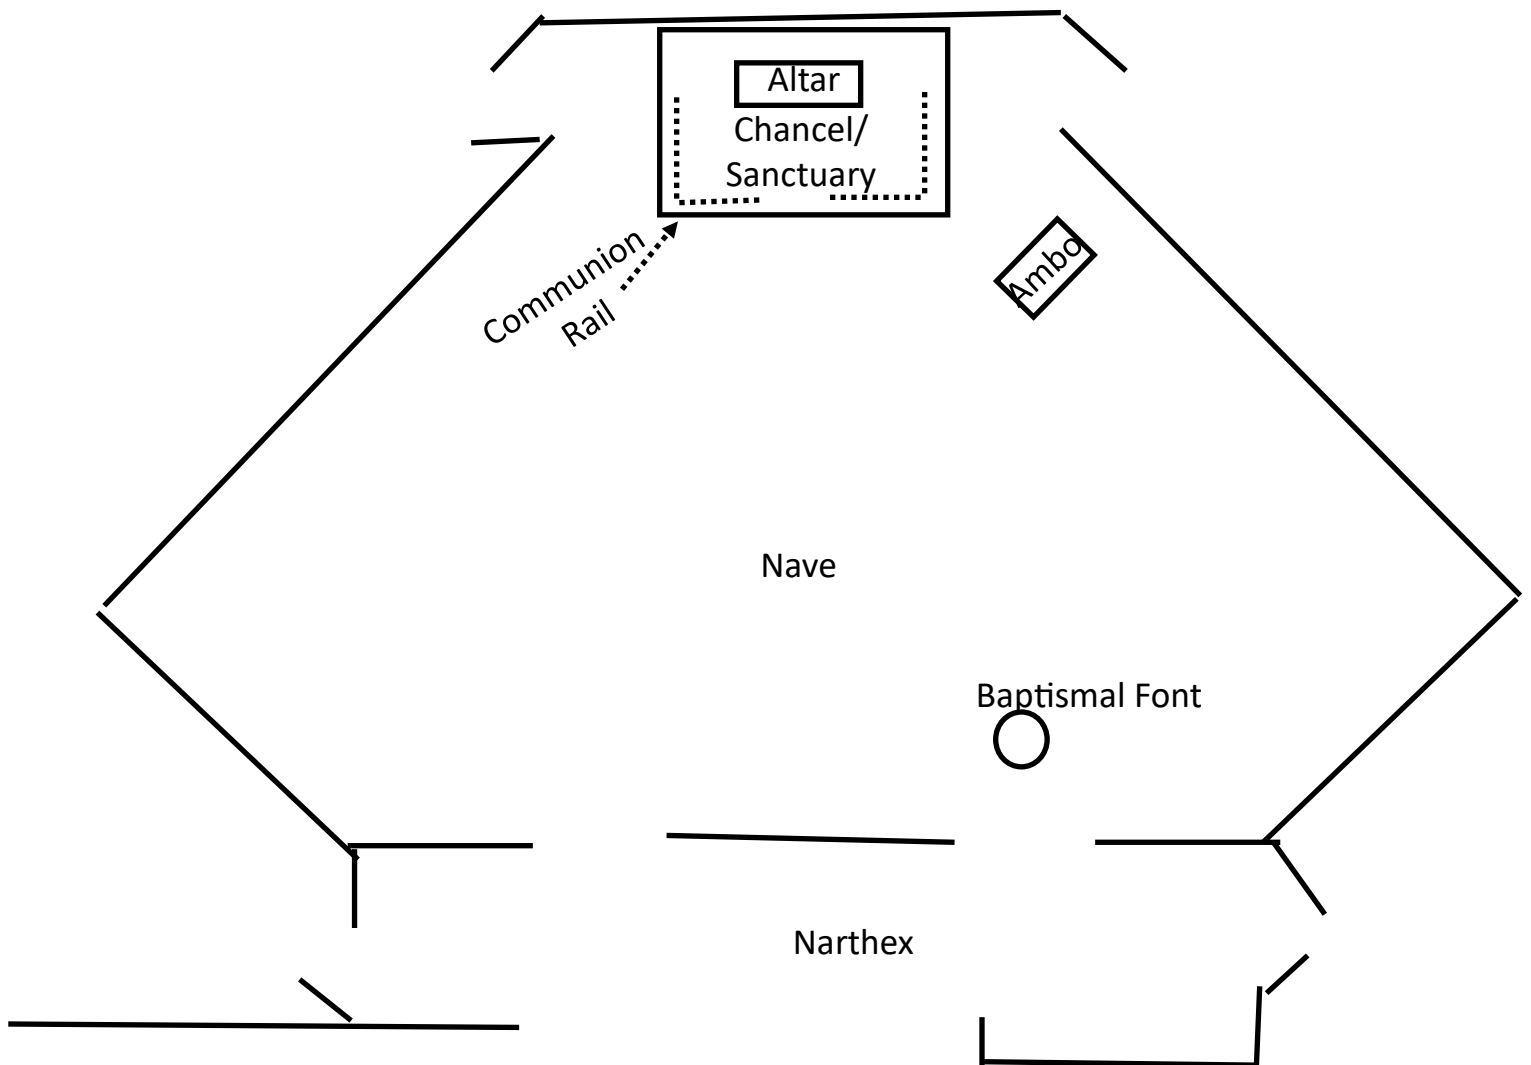 Altar
Chancel/
Sanctuary
Communion
Rail
Ambo
Nave
Baptismal Font
Narthex